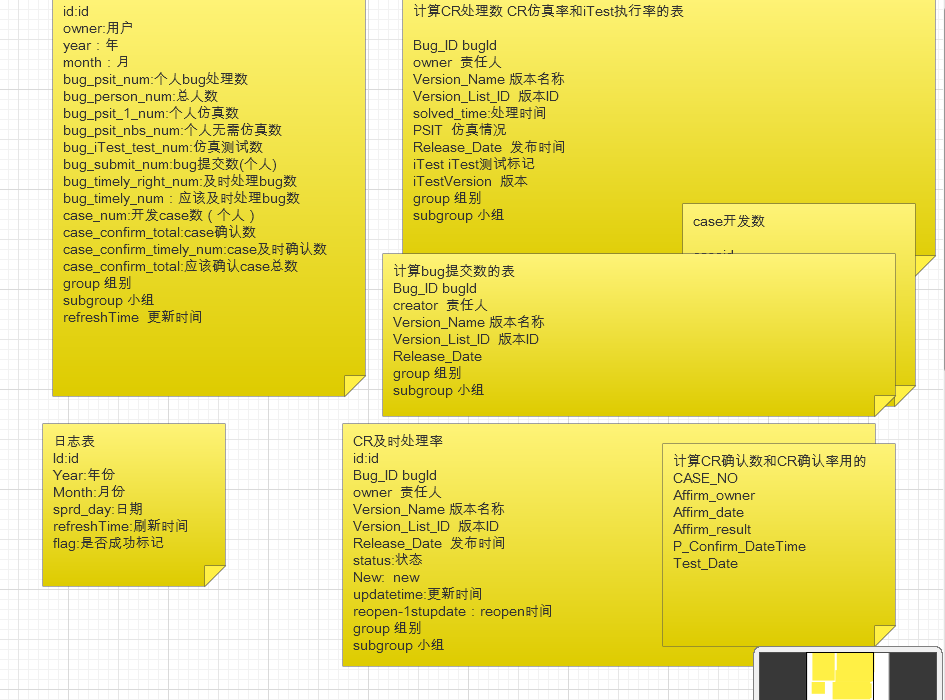 id:id
owner:用户
year：年
month：月
bug_psit_num:个人bug处理数
bug_person_num:总人数
bug_psit_1_num:个人仿真数
bug_psit_nbs_num:个人无需仿真数
bug_iTest_test_num:仿真测试数
bug_submit_num:bug提交数(个人)
bug_timely_right_num:及时处理bug数
bug_timely_num：应该及时处理bug数
case_num:开发case数（个人）
case_confirm_total:case确认数
case_confirm_timely_num:case及时确认数
case_confirm_total:应该确认case总数
group 组别
subgroup 小组
refreshTime  更新时间
计算CR处理数 CR仿真率和iTest执行率的表
Bug_ID bugId
owner  责任人
Version_Name 版本名称
Version_List_ID  版本ID
solved_time:处理时间
PSIT  仿真情况
Release_Date  发布时间
iTest iTest测试标记
iTestVersion  版本
group 组别
subgroup 小组
case开发数
计算bug提交数的表
Bug_ID bugId
creator  责任人
Version_Name 版本名称
Version_List_ID  版本ID
Release_Date
group 组别
subgroup 小组
日志表
Id:id
Year:年份
Month:月份
sprd_day:日期
refreshTime:刷新时间
flag:是否成功标记
CR及时处理率
id:id
Bug_ID bugId
owner  责任人
Version_Name 版本名称
Version_List_ID  版本ID
Release_Date  发布时间
status:状态
New:  new
updatetime:更新时间
reopen-1stupdate：reopen时间
group 组别
subgroup 小组
计算CR确认数和CR确认率用的
CASE_NO
Affirm_owner
Affirm_date
Affirm_result
P_Confirm_DateTime
Test_Date